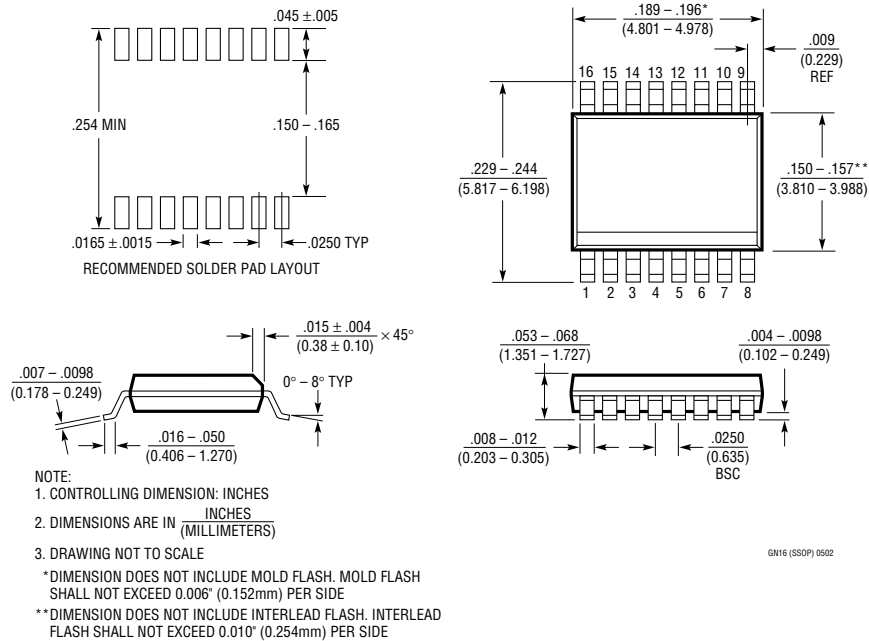 .045 ±.005
.254 MIN
.150 – .165
.0165 ±.0015
.0250 TYP
RECOMMENDED SOLDER PAD LAYOUT
.189 – .196*
(4.801 – 4.978)
.009
(0.229)
REF
16 15 14 13 12 11 10 9
.229 – .244
(5.817 – 6.198)
.150 – .157**
(3.810 – 3.988)
1 2 3 4 5 6 7 8
.015 ± .004
(0.38 ± 0.10)
× 45°
.007 – .0098
(0.178 – 0.249)
0° – 8° TYP
.016 – .050
(0.406 – 1.270)
.053 – .068
(1.351 – 1.727)
.004 – .0098
(0.102 – 0.249)
.008 – .012
(0.203 – 0.305)
.0250
(0.635)
BSC
NOTE:
1. CONTROLLING DIMENSION: INCHES
2. DIMENSIONS ARE IN INCHES
(MILLIMETERS)
3. DRAWING NOT TO SCALE
*DIMENSION DOES NOT INCLUDE MOLD FLASH. MOLD FLASH
SHALL NOT EXCEED 0.006" (0.152mm) PER SIDE
**DIMENSION DOES NOT INCLUDE INTERLEAD FLASH. INTERLEAD
FLASH SHALL NOT EXCEED 0.010" (0.254mm) PER SIDE
GN16 (SSOP) 0502